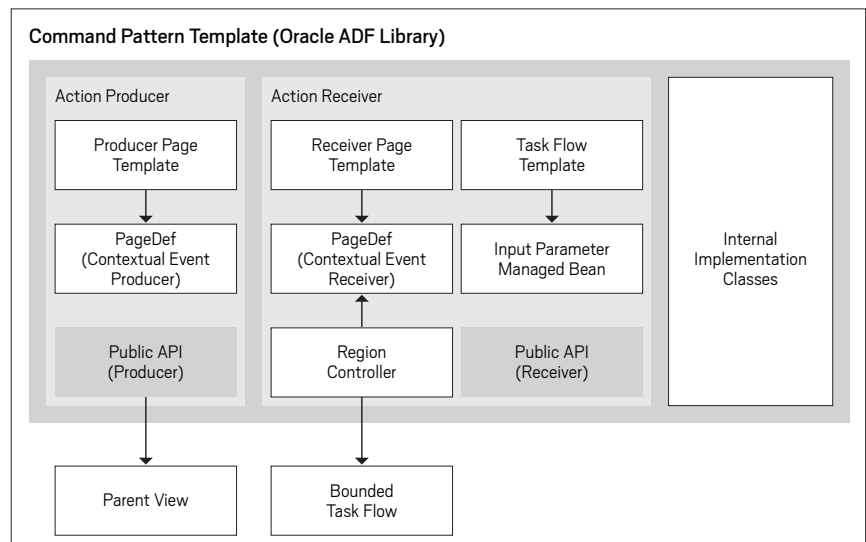 Command Pattern Template (Oracle ADF Library)
Action Producer
Producer Page
Template
PageDef
(Contextual Event
Producer)
Public API
(Producer)
Action Receiver
Receiver Page
Template
Task Flow
Template
PageDef
(Contextual Event
Receiver)
Input Parameter
Managed Bean
Region
Controller
Public API
(Receiver)
Internal
Implementation
Classes
Parent View
Bounded
Task Flow